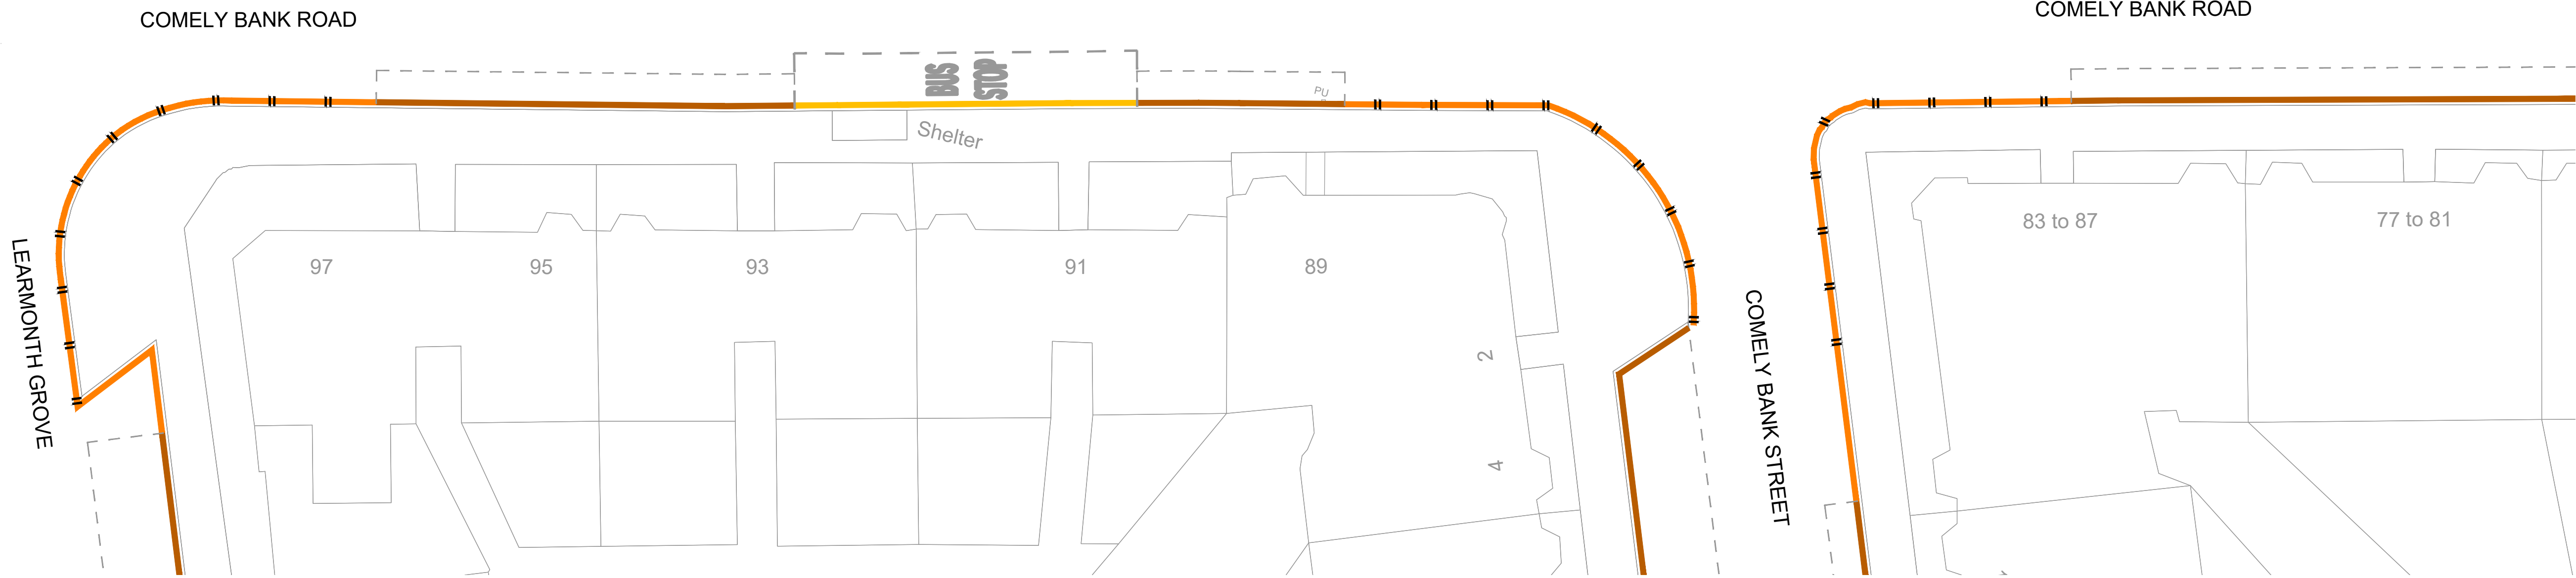 COMELY BANK ROAD
COMELY BANK ROAD
BUS
STOP
PU
Shelter
LEARMONTH GROVE
97
95
93
91
89
2
4
COMELY BANK STREET
83 to 87
77 to 81